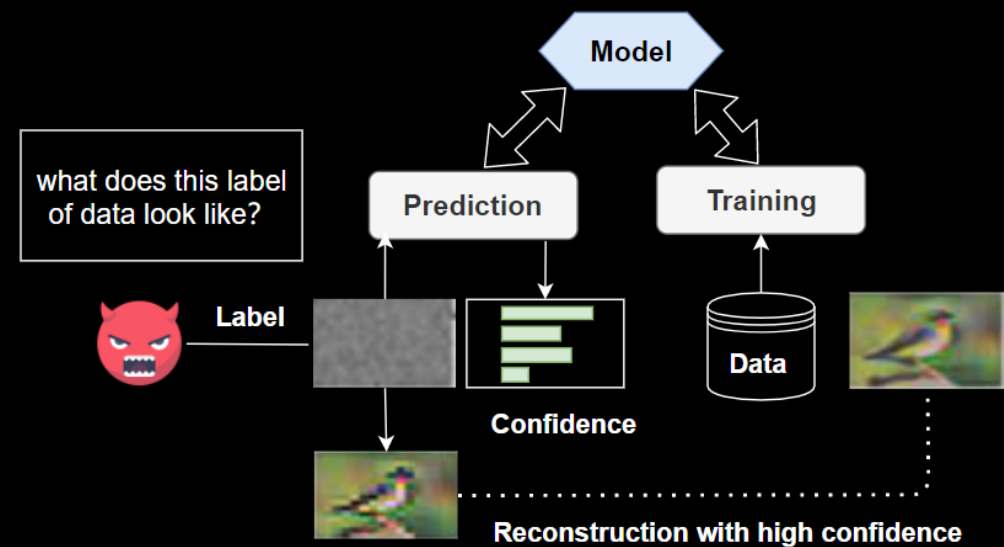 Model
what does this label
of data look like?
Prediction
Training
Label
Data
Confidence
Reconstruction with high confidence